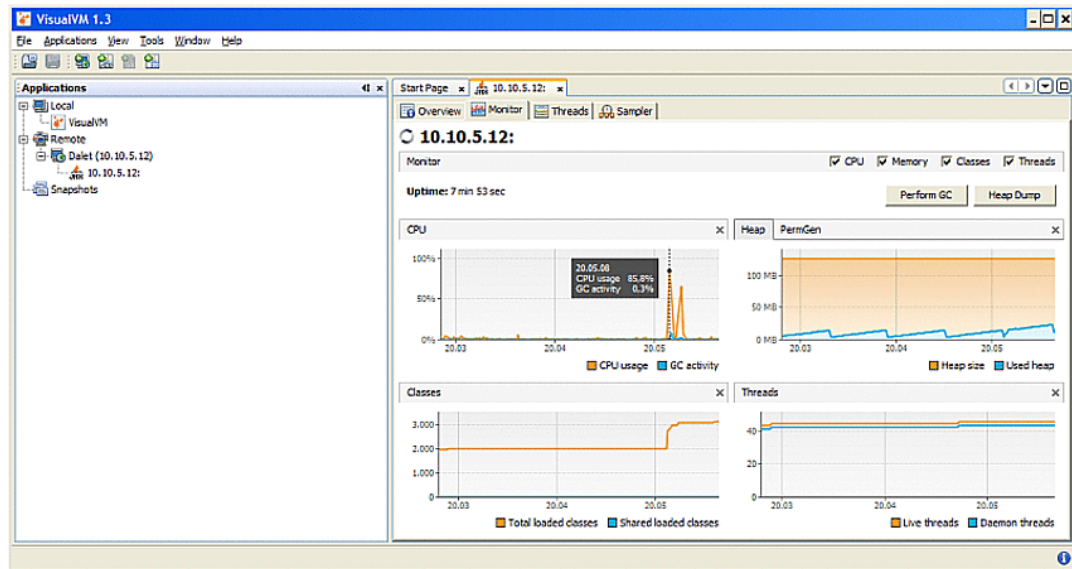 VisualVM 1.3
File Applications View Tools Window Help
Applications
Local
VisualVM
Remote
Dalet (10.10.5.12)
10.10.5.12:
Snapshots
Start Page 10.10.5.12:
Overview Monitor Threads Sampler
10.10.5.12:
Monitor CPU Memory Classes Threads
Uptime: 7 min 53 sec Perform GC Heap Dump
CPU
100%
50%
0%
20.05.08
CPU usage 85,8%
GC activity 0,3%
20.03 20.04 20.05
CPU usage GC activity
Heap PermGen
100 MB
50 MB
0 MB
20.03 20.04 20.05
Heap size Used heap
Classes
3.000
2.000
1.000
0
20.03 20.04 20.05
Total loaded classes Shared loaded classes
Threads
40
20
0
20.03 20.04 20.05
Live threads Daemon threads